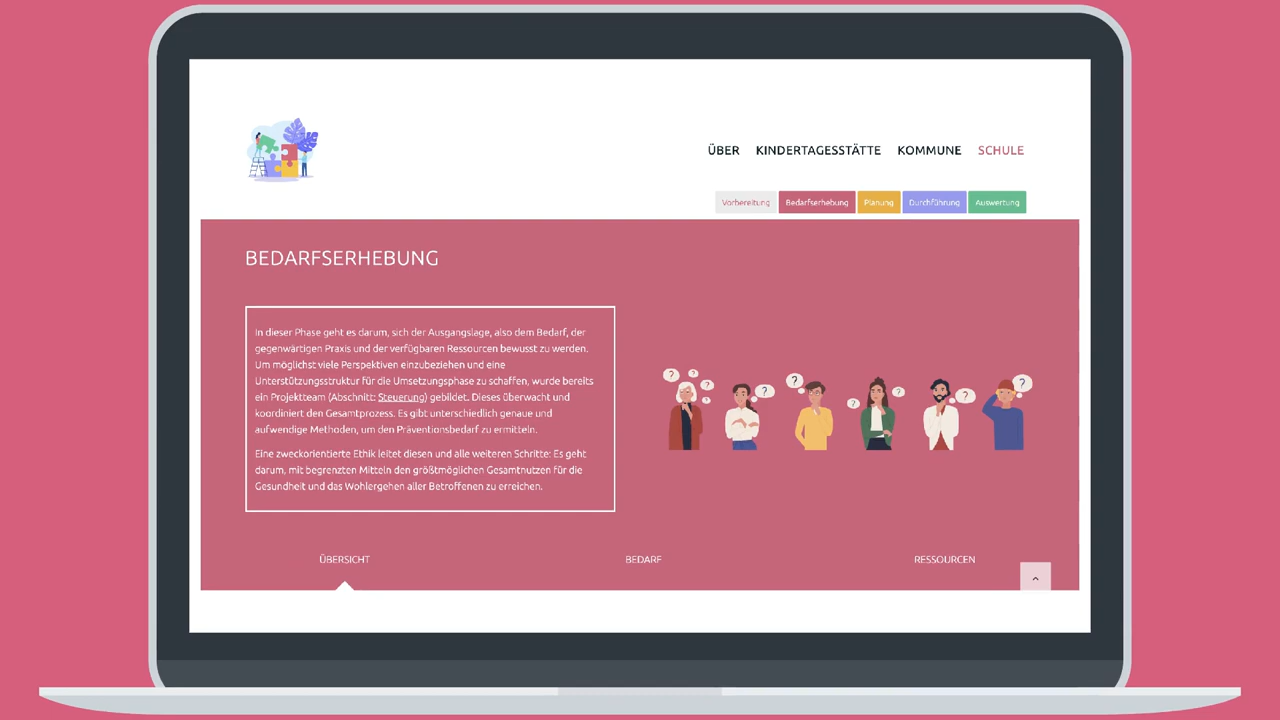 ÜBER KINDERTAGESSTÄTTE KOMMUNE SCHULE
Vorbereitung Bedarfserhebung Planung Durchführung Auswertung
BEDARFSERHEBUNG
In dieser Phase geht es darum, sich der Ausgangslage, also dem Bedarf, der
gegenwärtigen Praxis und der verfügbaren Ressourcen bewusst zu werden.
Um möglichst viele Perspektiven einzubeziehen und eine
Unterstützungsstruktur für die Umsetzungsphase zu schaffen, wurde bereits
ein Projektteam (Abschnitt: Steuerung) gebildet. Dieses überwacht und
koordiniert den Gesamtprozess. Es gibt unterschiedlich genaue und
aufwendige Methoden, um den Präventionsbedarf zu ermitteln.
Eine zweckorientierte Ethik leitet diesen und alle weiteren Schritte: Es geht
darum, mit begrenzten Mitteln den größtmöglichen Gesamtnutzen für die
Gesundheit und das Wohlergehen aller Betroffenen zu erreichen.
? ? ? ? ? ? ? ? ? ?
ÜBERSICHT BEDARF RESSOURCEN